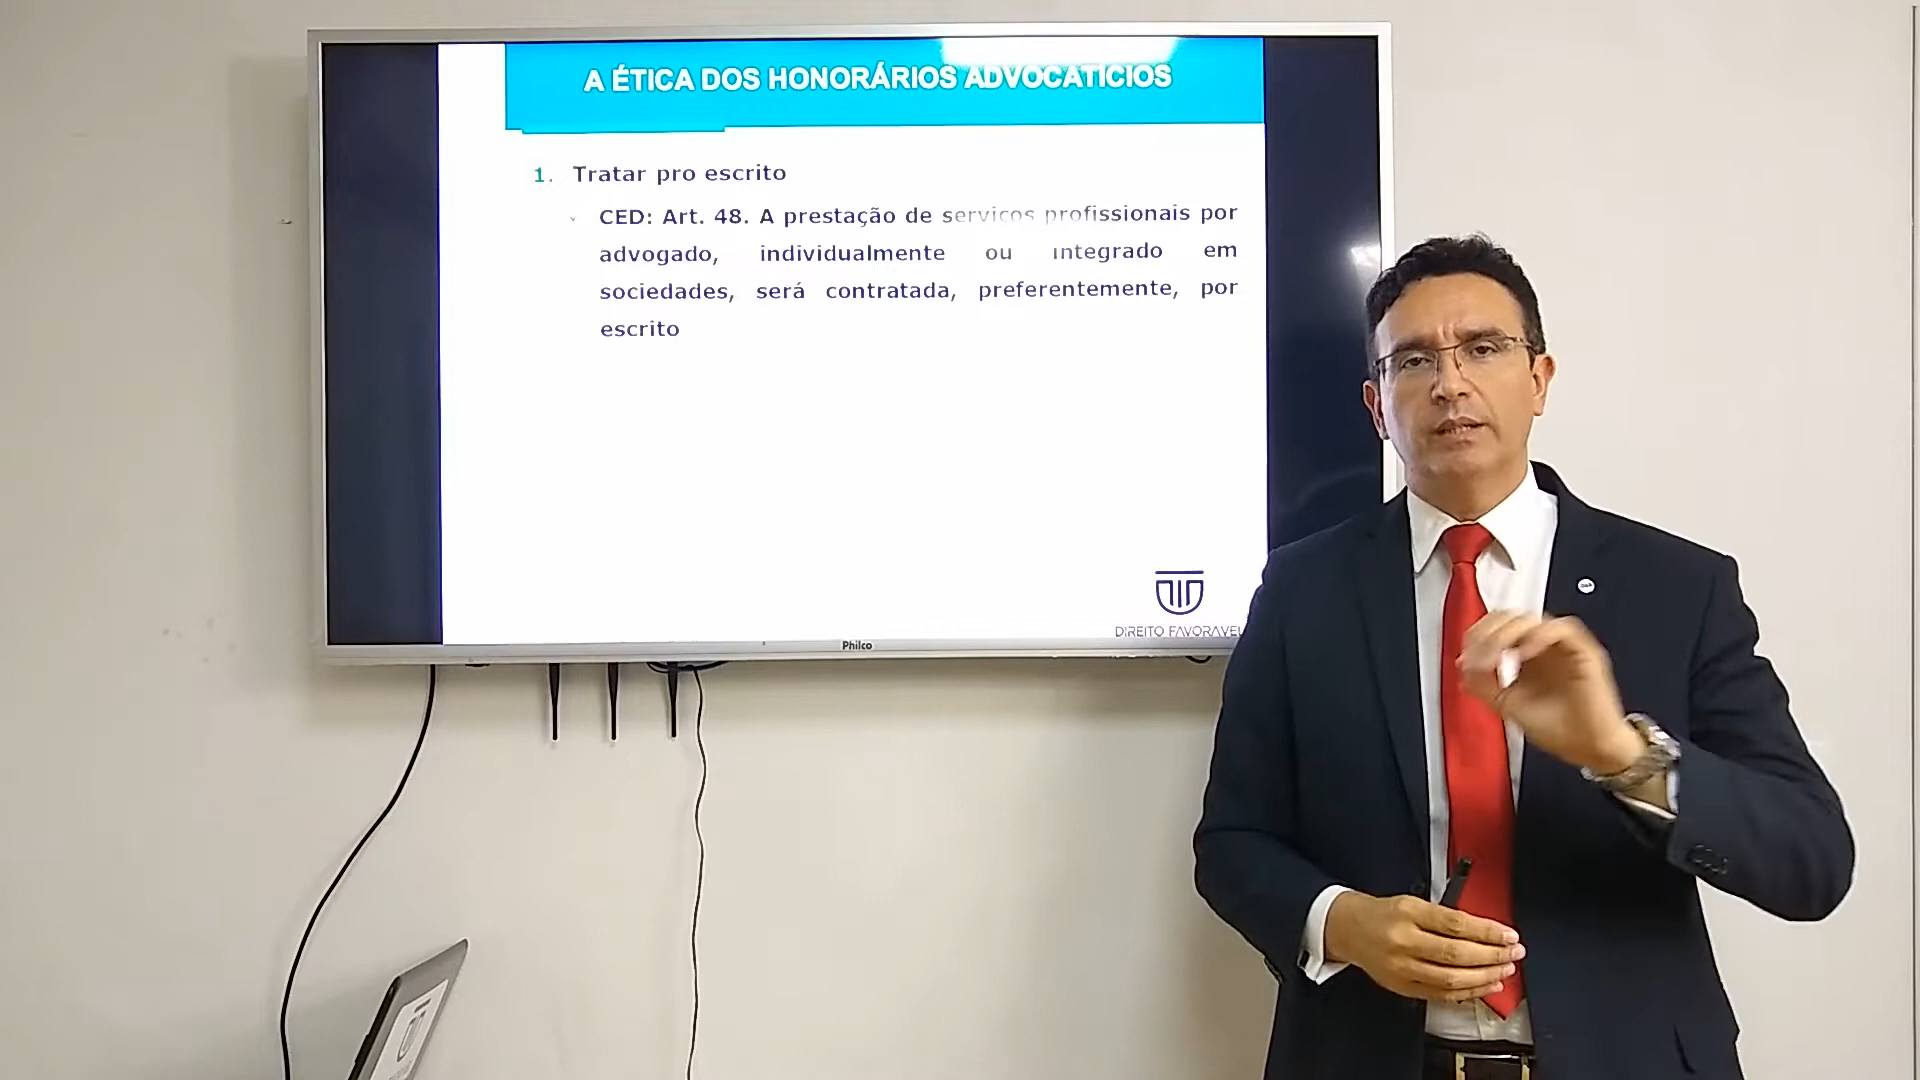 A ÉTICA DOS HONORÁRIOS ADVOCATÍCIOS
1. Tratar pro escrito
CED: Art. 48. A prestação de serviços profissionais por
advogado, individualmente ou integrado em
sociedades, será contratada, preferentemente, por
escrito
DIREITO FAVORAVEL
Philco